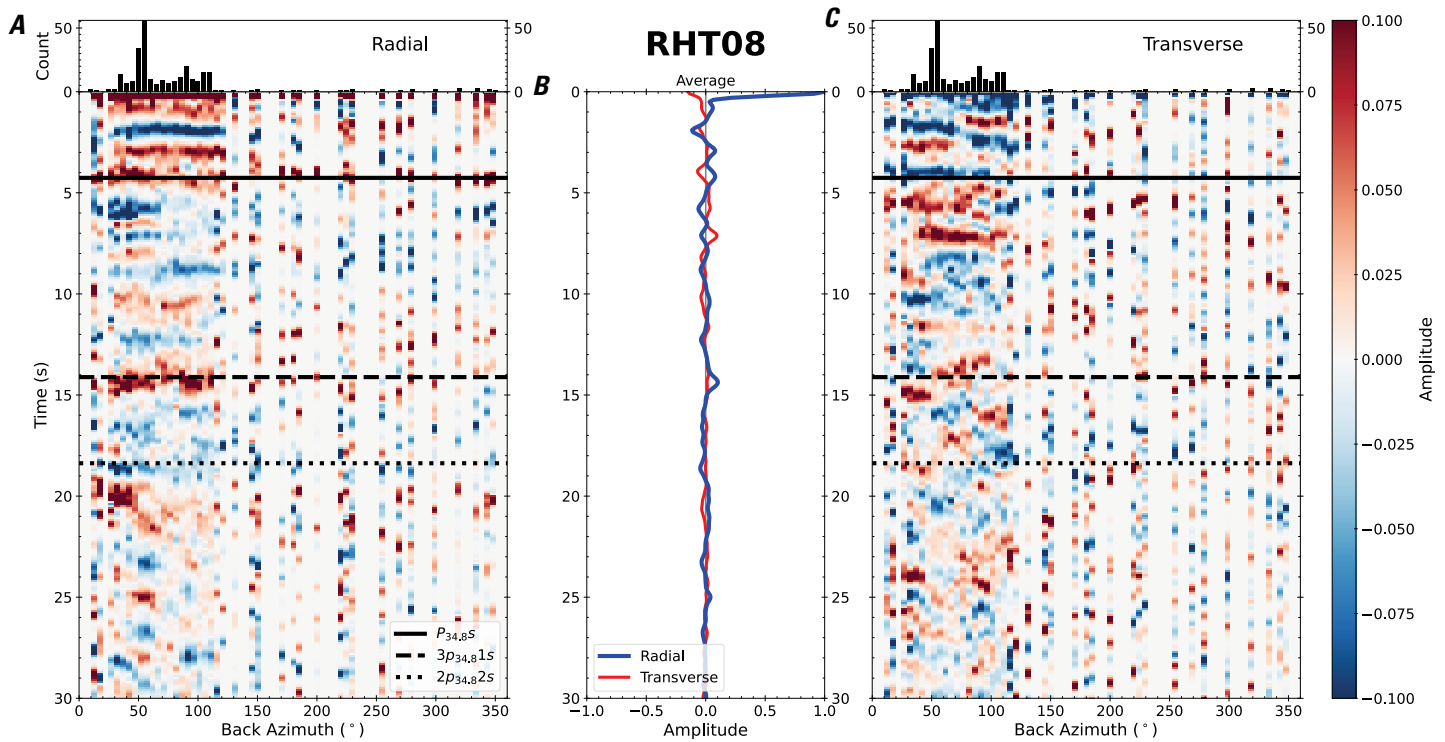 A
B
C
RHT08
Radial
Average
Transverse
Count
50
0
50
0
50
0
50
0
0
5
10
15
20
25
30
Time (s)
0
5
10
15
20
25
30
0
5
10
15
20
25
30
P34.8s
3p34.81s
2p34.82s
Radial
Transverse
0 50 100 150 200 250 300 350
Back Azimuth (°)
−1.0 −0.5 0.0 0.5 1.0
Amplitude
0 50 100 150 200 250 300 350
Back Azimuth (°)
0.100
0.075
0.050
0.025
0.000
−0.025
−0.050
−0.075
−0.100
Amplitude